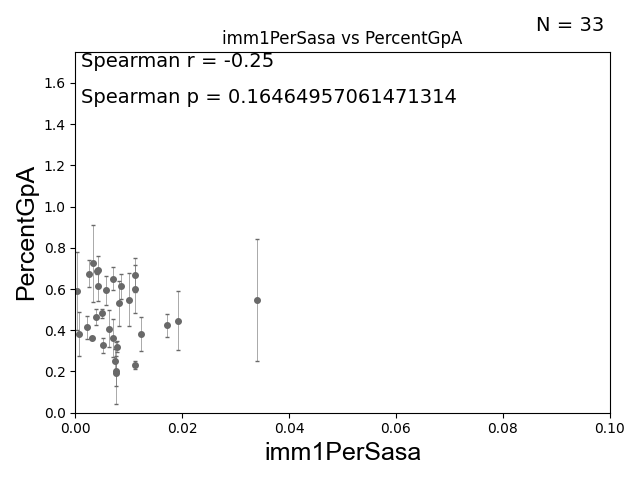 N = 33
imm1PerSasa vs PercentGpA
Spearman r = -0.25
Spearman p = 0.16464957061471314
PercentGpA
1.6
1.4
1.2
1.0
0.8
0.6
0.4
0.2
0.0
0.00 0.02 0.04 0.06 0.08 0.10
imm1PerSasa